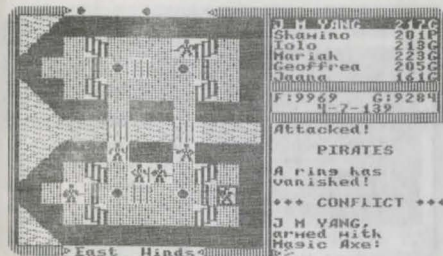 J M YANG 217G
Shamino 201P
Iolo 218G
Mariah 223G
Geoffrea 205G
Jaana 161G
F:9969 G:9284
4-7-139
Attacked!
PIRATES
A ring has
vanished!
*** CONFLICT ***
J M YANG,
armed with
Magic Axe:
East Winds